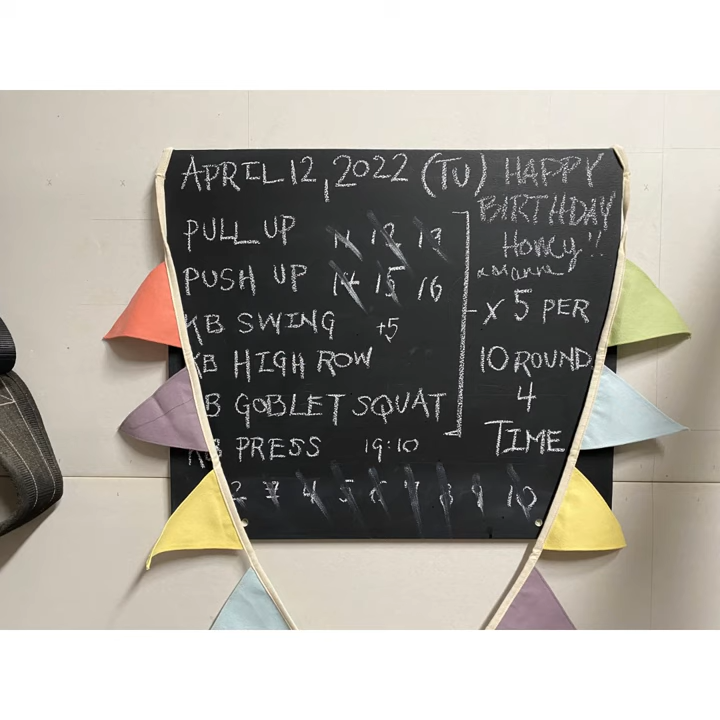 APRIL 12, 2022 (TU)
HAPPY
BIRTHDAY
Honey!!
PULL UP 11 12 13
PUSH UP 14 15 16
KB SWING +5
KB HIGH ROW
B GOBLET SQUAT
KB PRESS 19:10
X 5 PER
10 ROUND
4
TIME
2 3 4 5 6 7 8 9 10